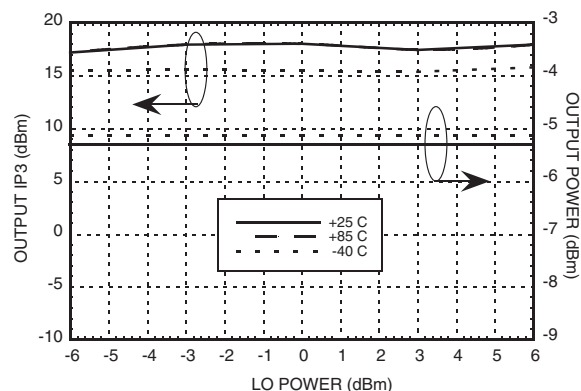 20
15
10
5
0
-5
-10
OUTPUT IP3 (dBm)
-3
-4
-5
-6
-7
-8
-9
OUTPUT POWER (dBm)
+25 C
+85 C
-40 C
-6 -5 -4 -3 -2 -1 0 1 2 3 4 5 6
LO POWER (dBm)